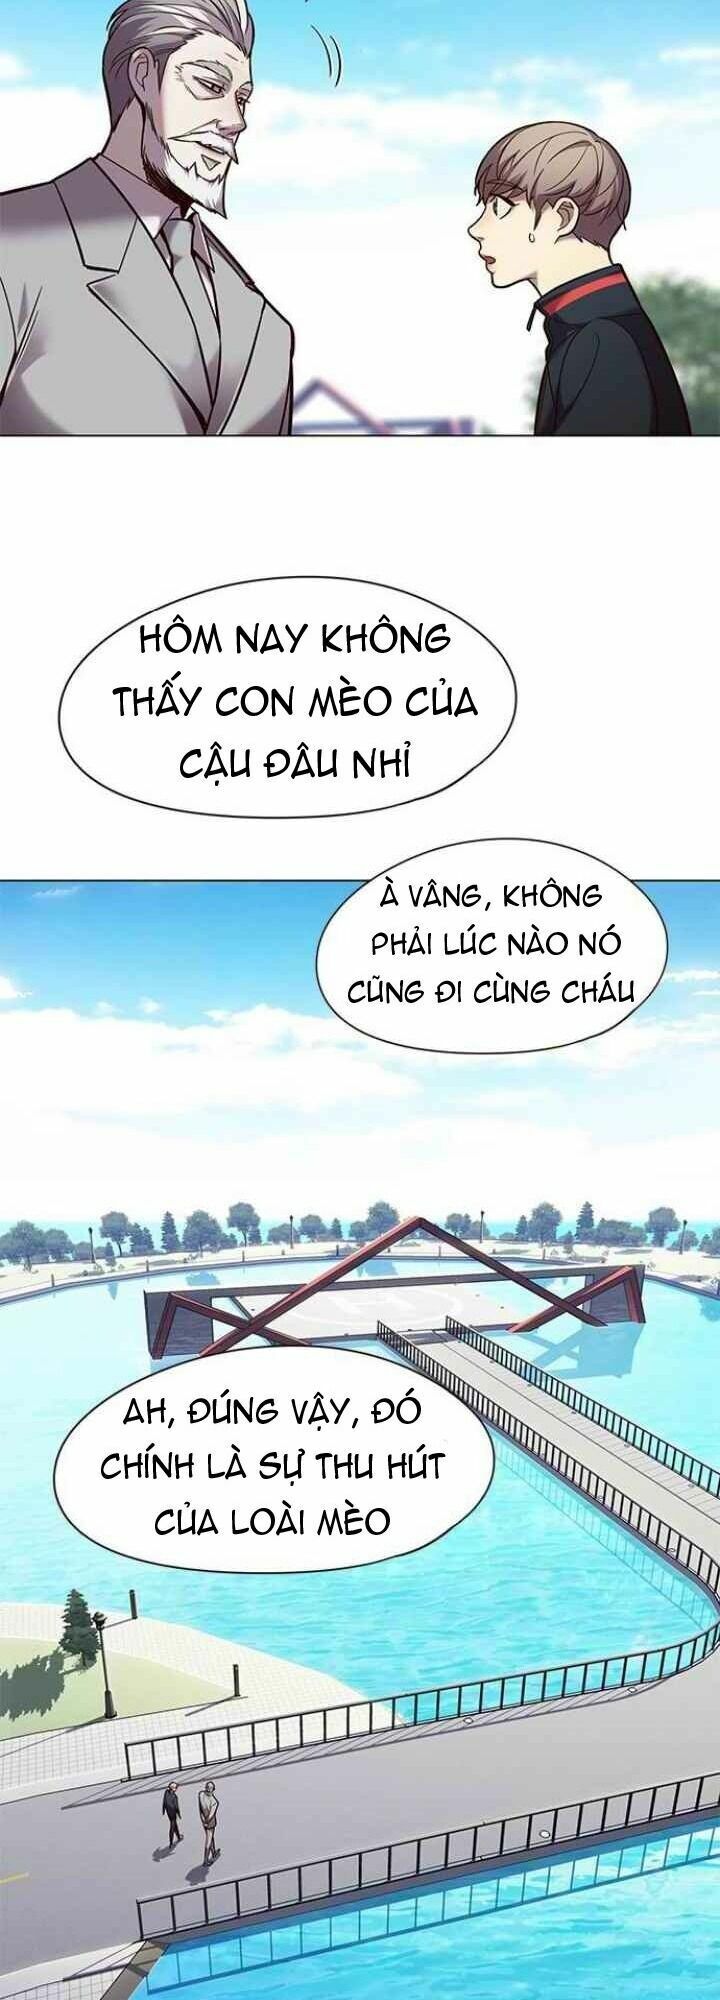 HÔM NAY KHÔNG
THẤY CON MÈO CỦA
CẬU ĐÂU NHỈ
À VÂNG, KHÔNG
PHẢI LÚC NÀO NÓ
CŨNG ĐI CÙNG CHÁU
H
AH, ĐÚNG VẬY, ĐÓ
CHÍNH LÀ SỰ THU HÚT
CỦA LOÀI MÈO